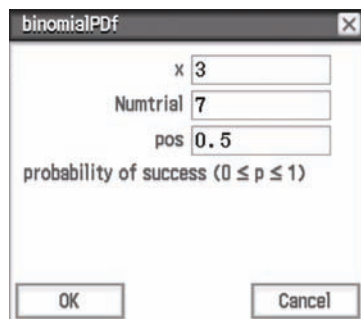 binomialPDf
x 3
Numtrial 7
pos 0.5
probability of success (0 ≤ p ≤ 1)
OK Cancel